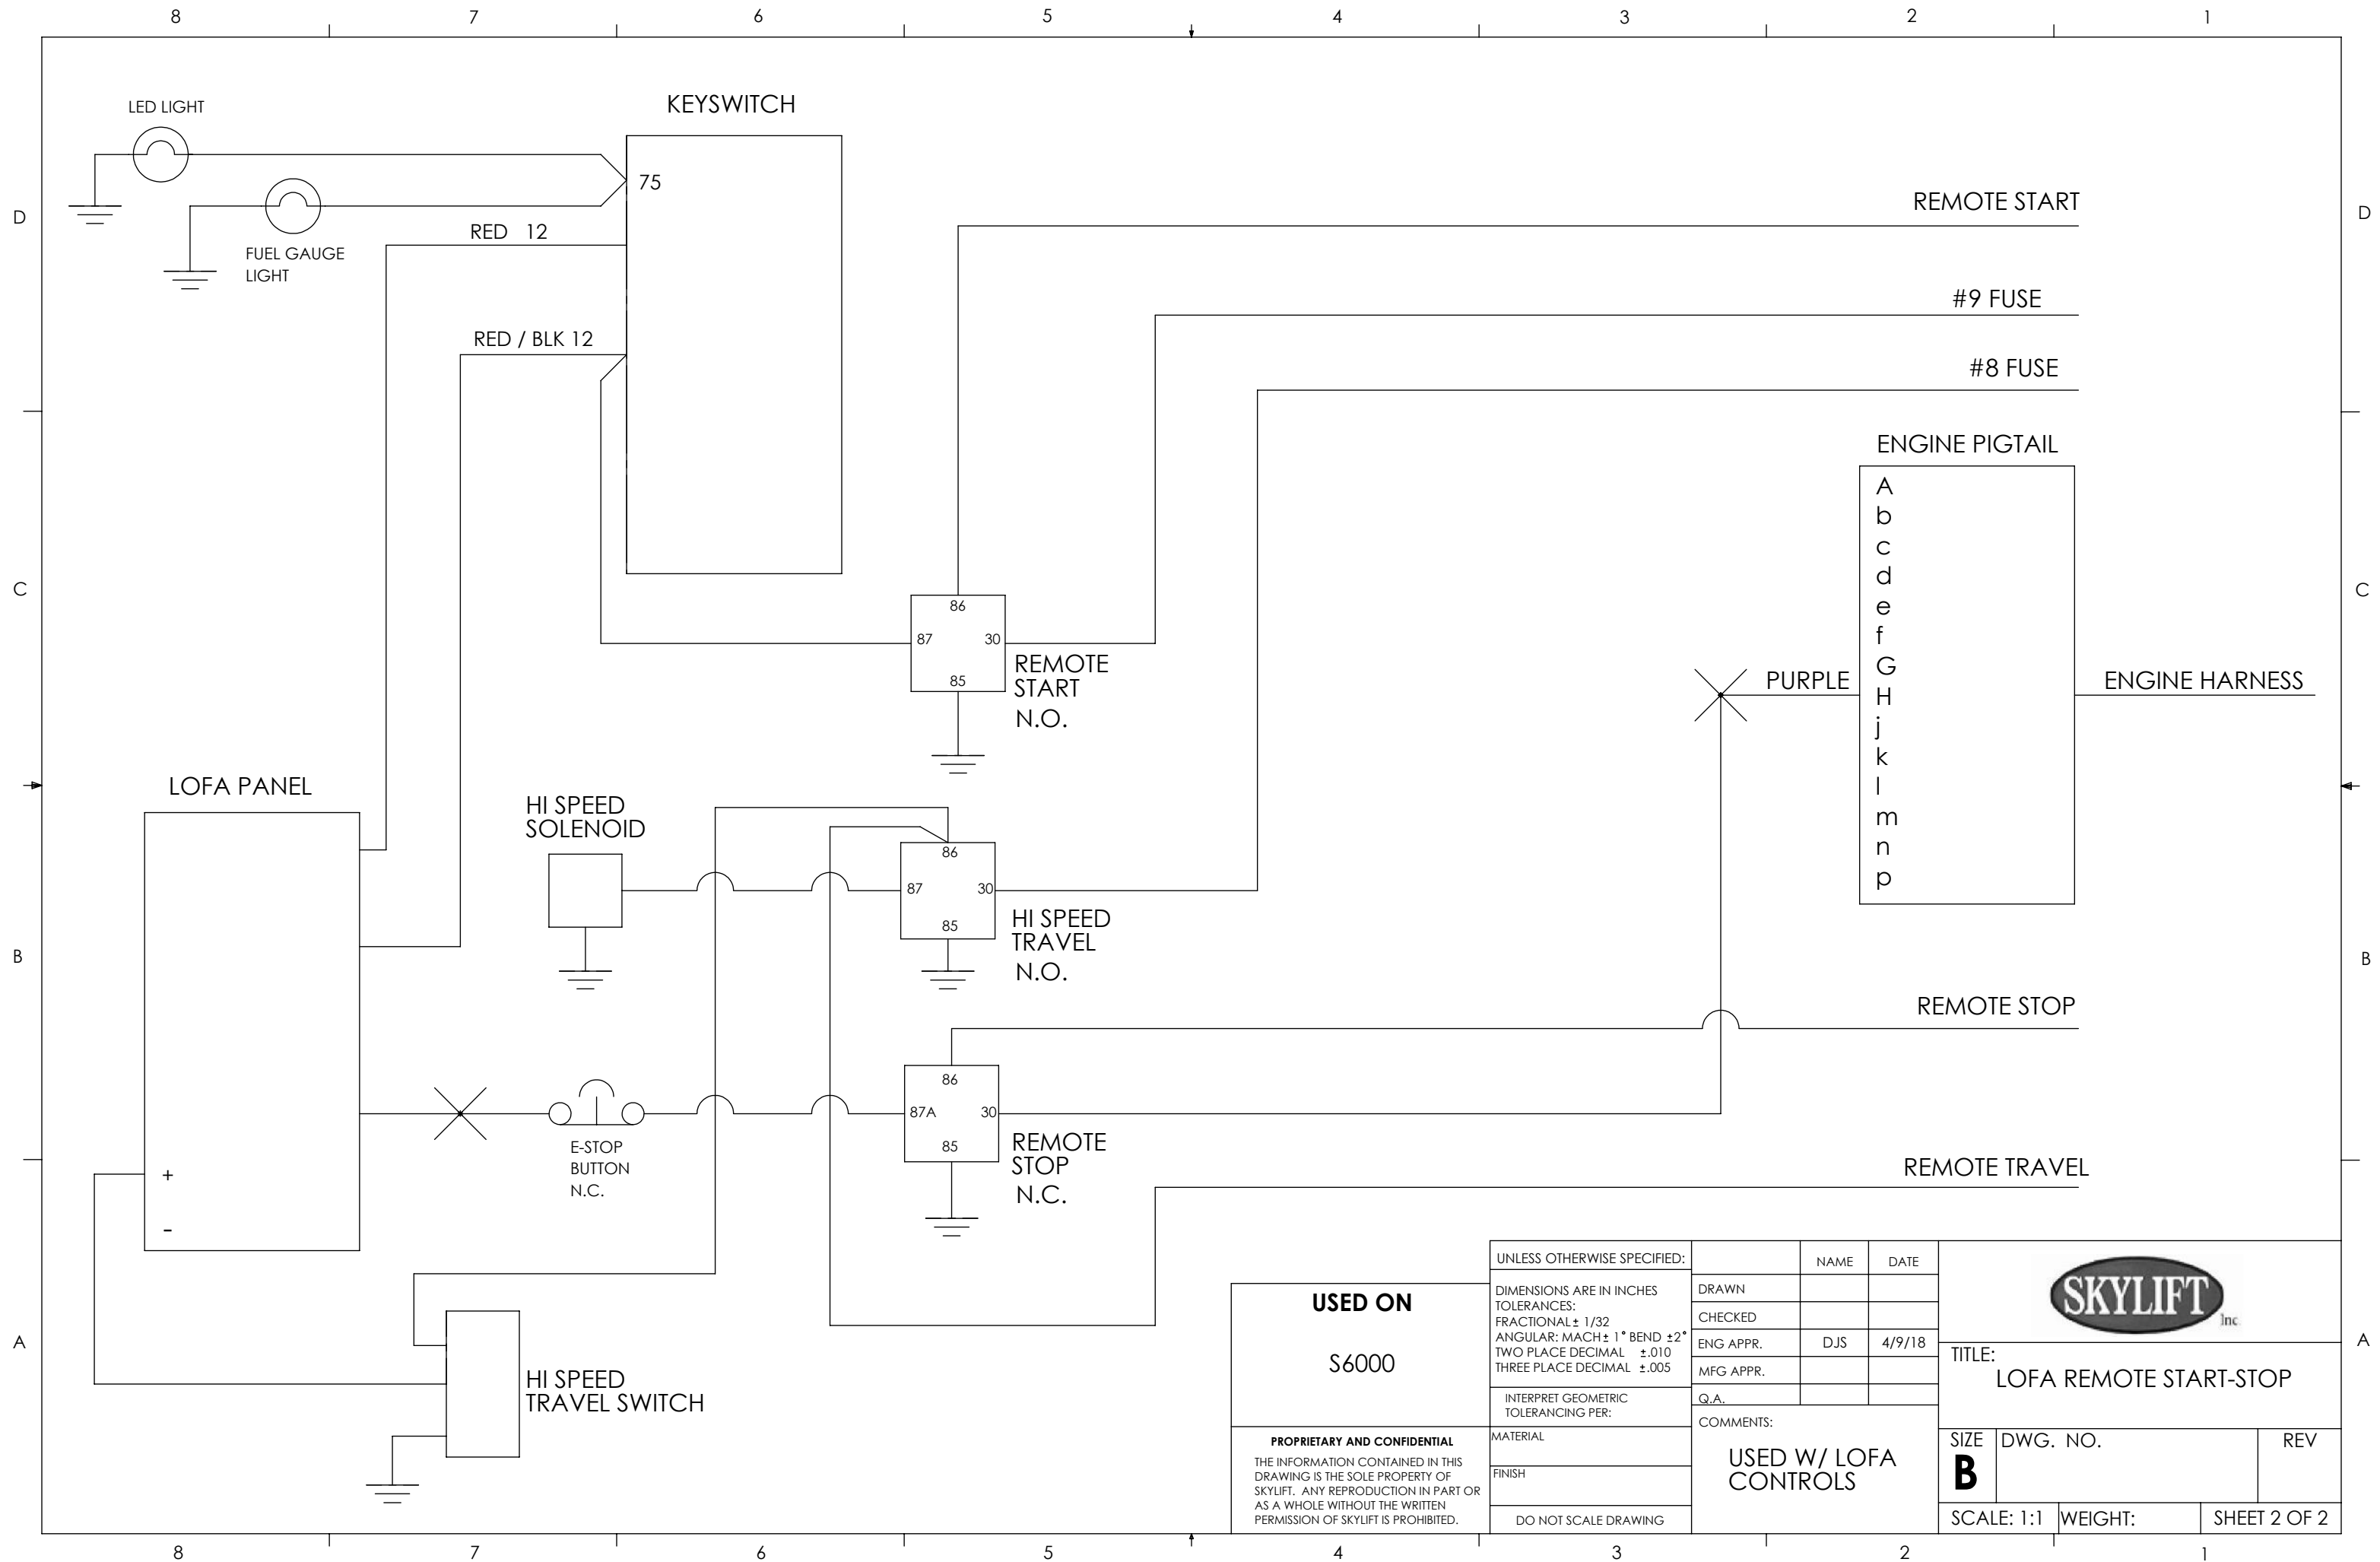 8 7 6 5 4 3 2 1
LED LIGHT
KEYSWITCH
75
D
D
REMOTE START
RED 12
FUEL GAUGE
LIGHT
#9 FUSE
RED / BLK 12
#8 FUSE
ENGINE PIGTAIL
A
b
c
d
e
f
G
H
j
k
l
m
n
p
C
C
86
87 30
85
REMOTE
START
N.O.
PURPLE
ENGINE HARNESS
LOFA PANEL
HI SPEED
SOLENOID
86
87 30
85
HI SPEED
TRAVEL
N.O.
B
B
REMOTE STOP
86
87A 30
85
REMOTE
STOP
N.C.
E-STOP
BUTTON
N.C.
+
-
REMOTE TRAVEL
HI SPEED
TRAVEL SWITCH
A
A
USED ON
S6000
PROPRIETARY AND CONFIDENTIAL
THE INFORMATION CONTAINED IN THIS
DRAWING IS THE SOLE PROPERTY OF
SKYLIFT. ANY REPRODUCTION IN PART OR
AS A WHOLE WITHOUT THE WRITTEN
PERMISSION OF SKYLIFT IS PROHIBITED.
UNLESS OTHERWISE SPECIFIED:
DIMENSIONS ARE IN INCHES
TOLERANCES:
FRACTIONAL ± 1/32
ANGULAR: MACH ± 1° BEND ±2°
TWO PLACE DECIMAL ±.010
THREE PLACE DECIMAL ±.005
INTERPRET GEOMETRIC
TOLERANCING PER:
MATERIAL
FINISH
DO NOT SCALE DRAWING
NAME DATE
DRAWN
CHECKED
ENG APPR. DJS 4/9/18
MFG APPR.
Q.A.
COMMENTS:
USED W/ LOFA
CONTROLS
SKYLIFT Inc.
TITLE:
LOFA REMOTE START-STOP
SIZE DWG. NO. REV
B
SCALE: 1:1 WEIGHT: SHEET 2 OF 2
8 7 6 5 4 3 2 1